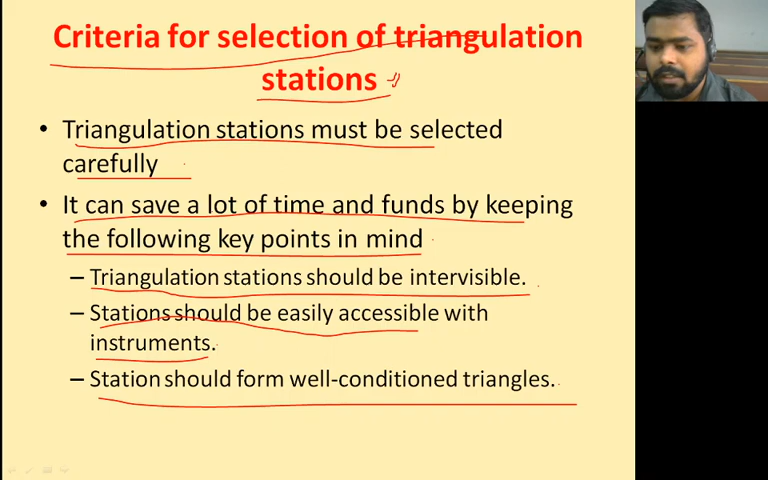 Criteria for selection of triangulation
stations
• Triangulation stations must be selected
carefully
• It can save a lot of time and funds by keeping
the following key points in mind
– Triangulation stations should be intervisible.
– Stations should be easily accessible with
instruments.
– Station should form well-conditioned triangles.